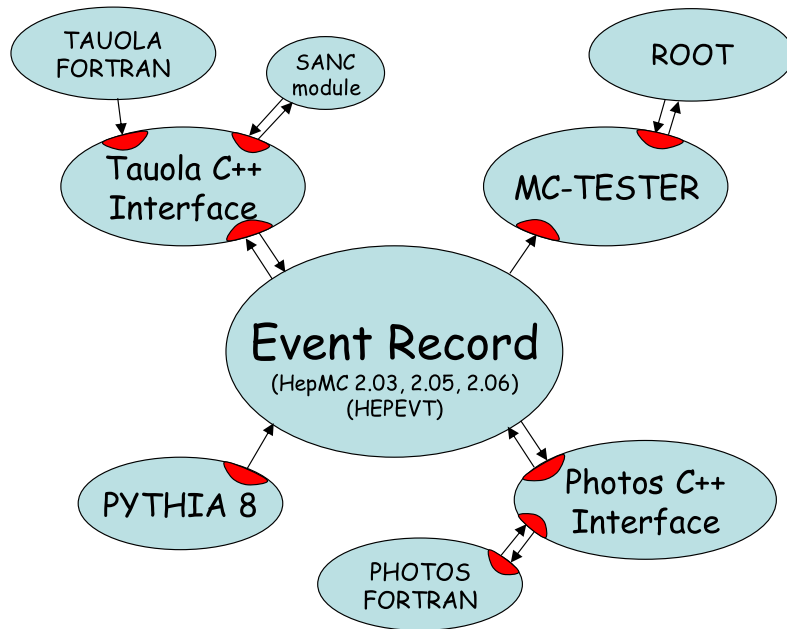 TAUOLA
FORTRAN
SANC
module
ROOT
Tauola C++
Interface
MC-TESTER
Event Record
(HepMC 2.03, 2.05, 2.06)
(HEPEVT)
PYTHIA 8
Photos C++
Interface
PHOTOS
FORTRAN